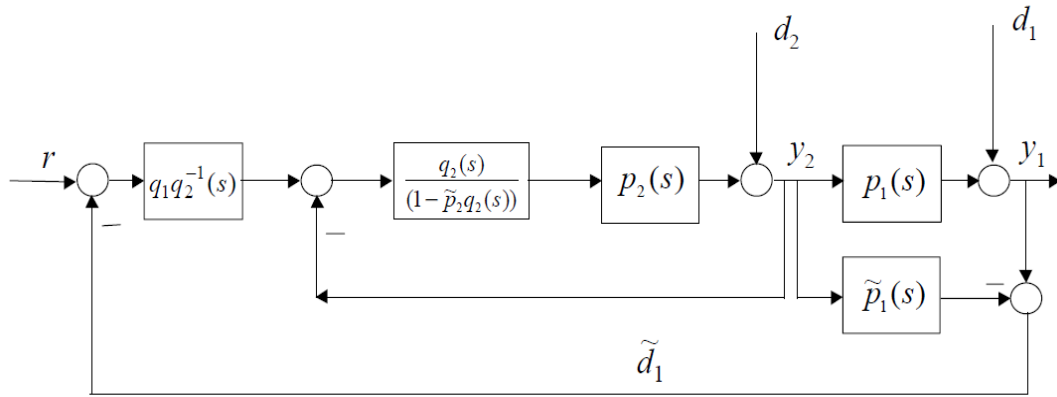 d₂
d₁
r
q₁q₂⁻¹(s)
q₂(s)
(1− p̃₂q₂(s))
p₂(s)
y₂
p₁(s)
y₁
−
−
p̃₁(s)
−
d̃₁